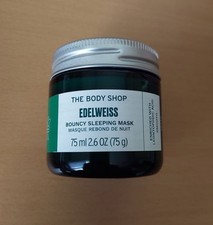 THE BODY SHOP
EDELWEISS
BOUNCY SLEEPING MASK
MASQUE REBOND DE NUIT
75 ml 2.6 OZ (75 g)